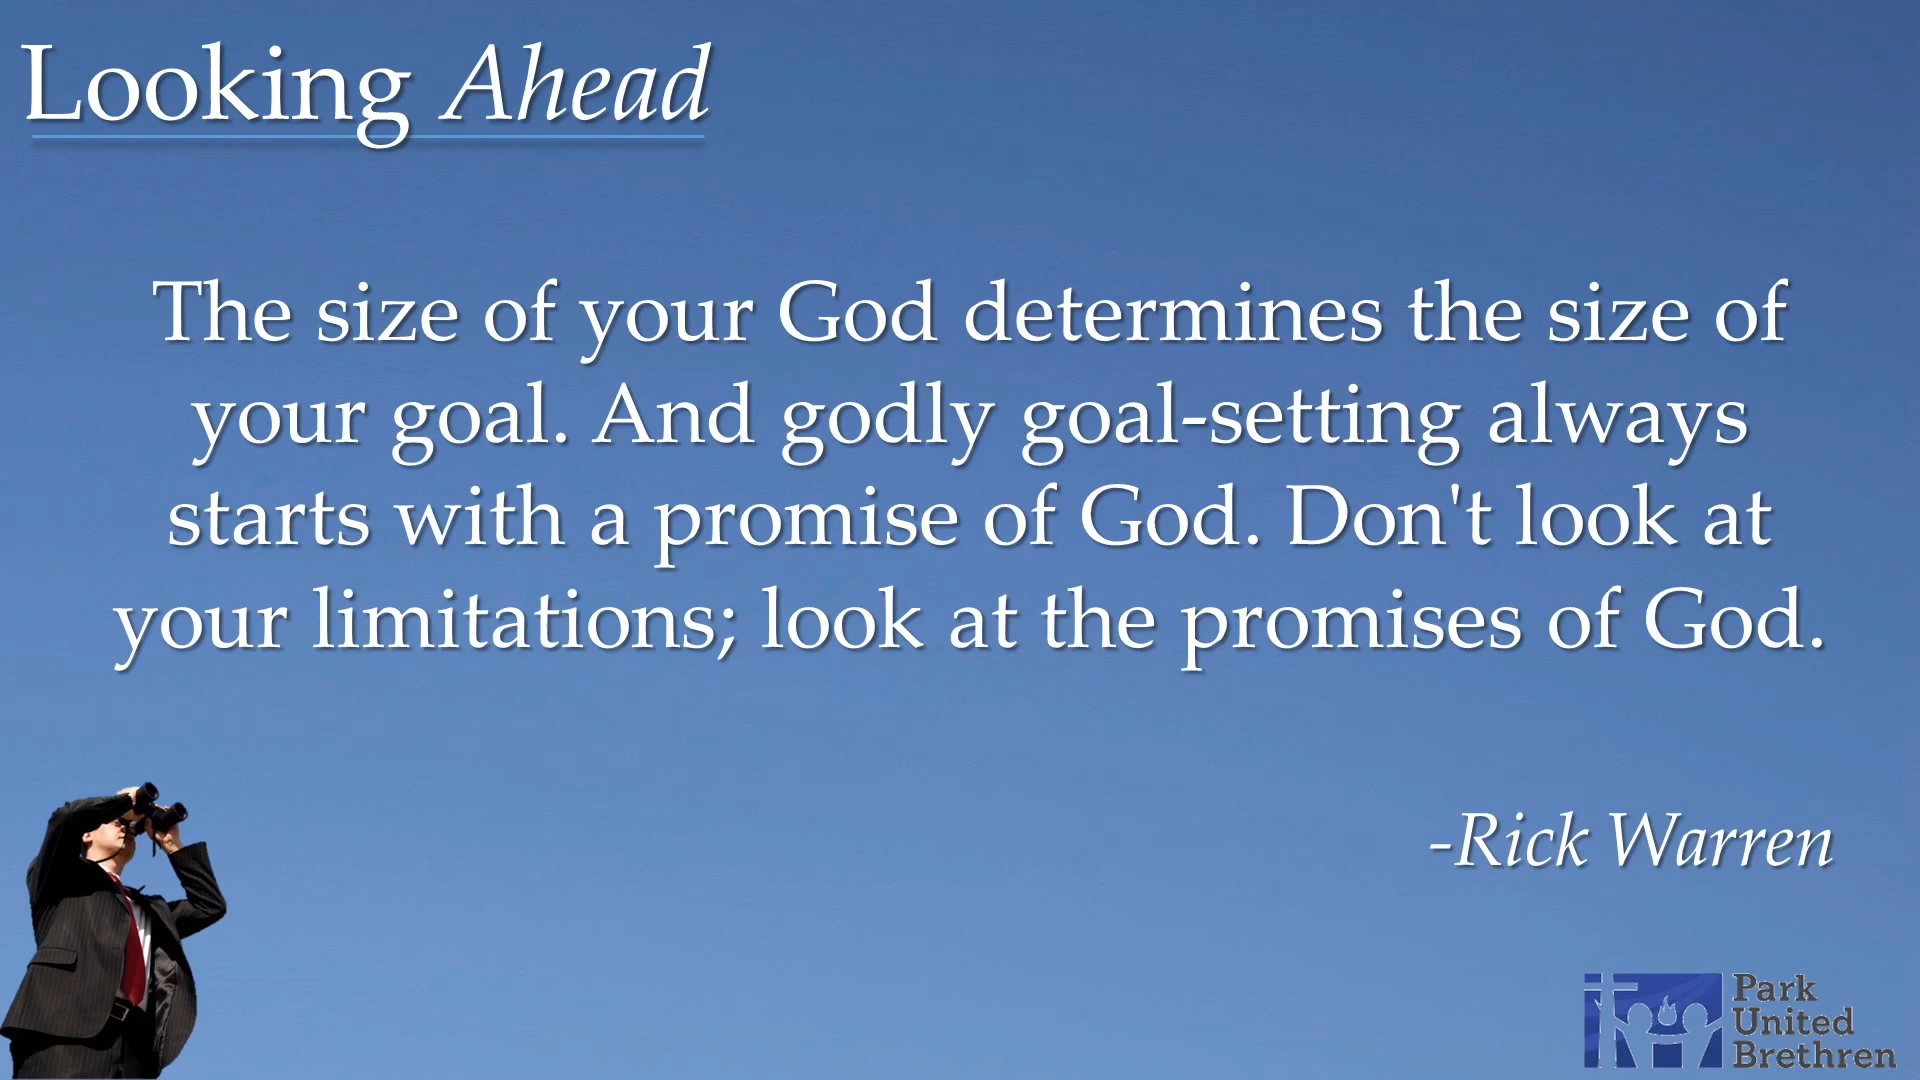 Looking Ahead
The size of your God determines the size of
your goal. And godly goal-setting always
starts with a promise of God. Don't look at
your limitations; look at the promises of God.
-Rick Warren
Park
United
Brethren